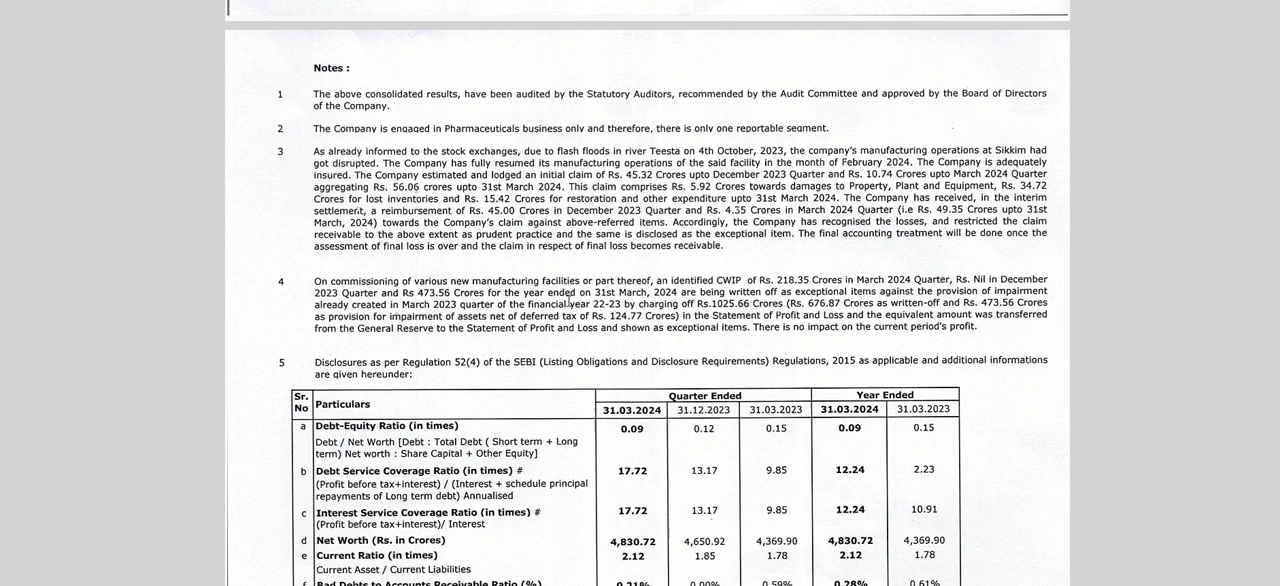 Notes :
1 The above consolidated results, have been audited by the Statutory Auditors, recommended by the Audit Committee and approved by the Board of Directors
of the Company.
2 The Company is engaged in Pharmaceuticals business only and therefore, there is only one reportable segment.
3 As already informed to the stock exchanges, due to flash floods in river Teesta on 4th October, 2023, the company's manufacturing operations at Sikkim had
got disrupted. The Company has fully resumed its manufacturing operations of the said facility in the month of February 2024. The Company is adequately
insured. The Company estimated and lodged an initial claim of Rs. 45.32 Crores upto December 2023 Quarter and Rs. 10.74 Crores upto March 2024 Quarter
aggregating Rs. 56.06 crores upto 31st March 2024. This claim comprises Rs. 5.92 Crores towards damages to Property, Plant and Equipment, Rs. 34.72
Crores for lost inventories and Rs. 15.42 Crores for restoration and other expenditure upto 31st March 2024. The Company has received, in the interim
settlement, a reimbursement of Rs. 45.00 Crores in December 2023 Quarter and Rs. 4.35 Crores in March 2024 Quarter (i.e Rs. 49.35 Crores upto 31st
March, 2024) towards the Company's claim against above-referred items. Accordingly, the Company has recognised the losses, and restricted the claim
receivable to the above extent as prudent practice and the same is disclosed as the exceptional item. The final accounting treatment will be done once the
assessment of final loss is over and the claim in respect of final loss becomes receivable.
4 On commissioning of various new manufacturing facilities or part thereof, an identified CWIP of Rs. 218.35 Crores in March 2024 Quarter, Rs. Nil in December
2023 Quarter and Rs 473.56 Crores for the year ended on 31st March, 2024 are being written off as exceptional items against the provision of impairment
already created in March 2023 quarter of the financial year 22-23 by charging off Rs.1025.66 Crores (Rs. 676.87 Crores as written-off and Rs. 473.56 Crores
as provision for impairment of assets net of deferred tax of Rs. 124.77 Crores) in the Statement of Profit and Loss and the equivalent amount was transferred
from the General Reserve to the Statement of Profit and Loss and shown as exceptional items. There is no impact on the current period's profit.
5 Disclosures as per Regulation 52(4) of the SEBI (Listing Obligations and Disclosure Requirements) Regulations, 2015 as applicable and additional informations
are given hereunder:
Sr. No Particulars Quarter Ended Year Ended
31.03.2024 31.12.2023 31.03.2023 31.03.2024 31.03.2023
a Debt-Equity Ratio (in times) 0.09 0.12 0.15 0.09 0.15
Debt / Net Worth [Debt : Total Debt ( Short term + Long
term) Net worth : Share Capital + Other Equity]
b Debt Service Coverage Ratio (in times) # 17.72 13.17 9.85 12.24 2.23
(Profit before tax+interest) / (Interest + schedule principal
repayments of Long term debt) Annualised
c Interest Service Coverage Ratio (in times) # 17.72 13.17 9.85 12.24 10.91
(Profit before tax+interest)/ Interest
d Net Worth (Rs. in Crores) 4,830.72 4,650.92 4,369.90 4,830.72 4,369.90
e Current Ratio (in times) 2.12 1.85 1.78 2.12 1.78
Current Asset / Current Liabilities
f Bad Debts to Accounts Receivable Ratio (%) 0.21% 0.00% 0.59% 0.28% 0.61%